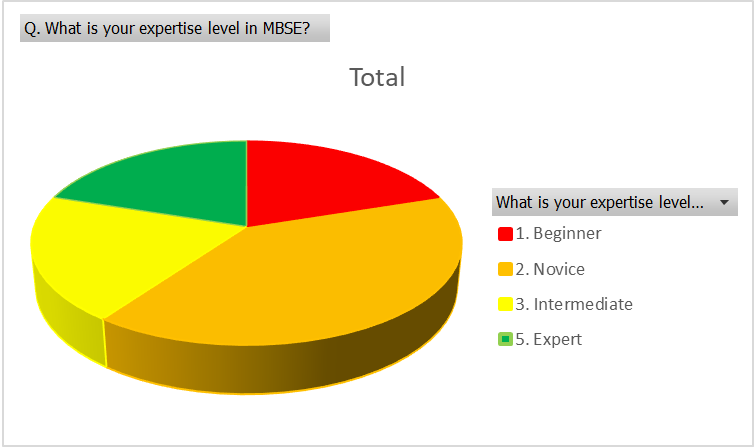 Q. What is your expertise level in MBSE?
Total
What is your expertise level...
1. Beginner
2. Novice
3. Intermediate
5. Expert